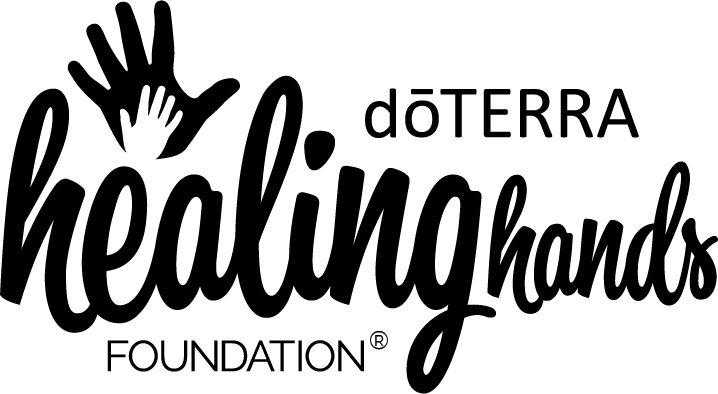 dōTERRA
healing hands
FOUNDATION®